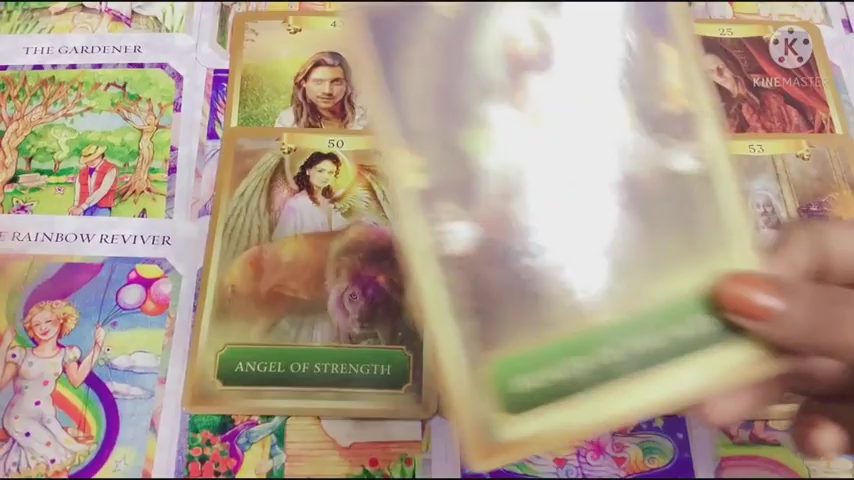 THE GARDENER
4
25
K
KINEMASTER
50
53
E RAINBOW REVIVER
ANGEL OF STRENGTH